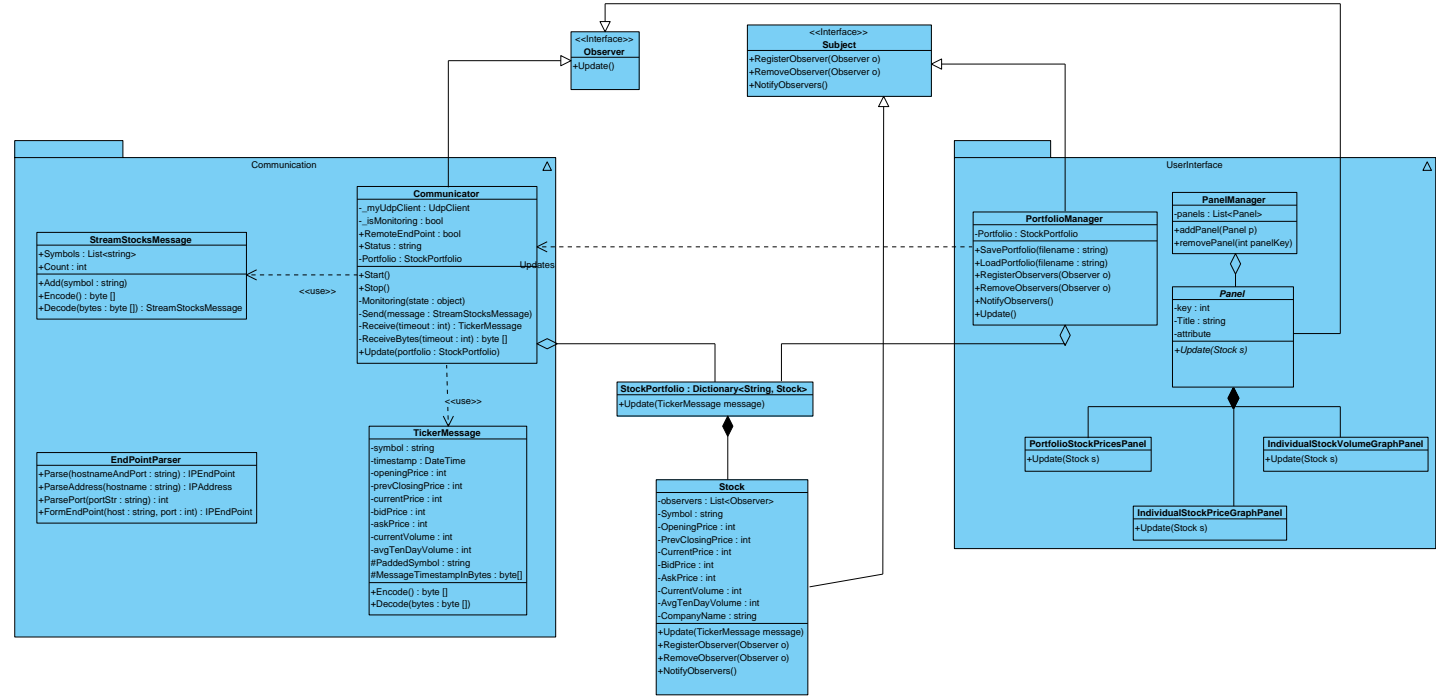 <<Interface>>
Observer
+Update()
<<Interface>>
Subject
+RegisterObserver(Observer o)
+RemoveObserver(Observer o)
+NotifyObservers()
Communication
Communicator
-_myUdpClient : UdpClient
-_isMonitoring : bool
+RemoteEndPoint : bool
+Status : string
-Portfolio : StockPortfolio
+Start()
+Stop()
-Monitoring(state : object)
-Send(message : StreamStocksMessage)
-Receive(timeout : int) : TickerMessage
-ReceiveBytes(timeout : int) : byte []
+Update(portfolio : StockPortfolio)
StreamStocksMessage
+Symbols : List<string>
+Count : int
+Add(symbol : string)
+Encode() : byte []
+Decode(bytes : byte []) : StreamStocksMessage
<<use>>
Updates
<<use>>
TickerMessage
-symbol : string
-timestamp : DateTime
-openingPrice : int
-prevClosingPrice : int
-currentPrice : int
-bidPrice : int
-askPrice : int
-currentVolume : int
-avgTenDayVolume : int
#PaddedSymbol : string
#MessageTimestampInBytes : byte[]
+Encode() : byte []
+Decode(bytes : byte [])
EndPointParser
+Parse(hostnameAndPort : string) : IPEndPoint
+ParseAddress(hostname : string) : IPAddress
+ParsePort(portStr : string) : int
+FormEndPoint(host : string, port : int) : IPEndPoint
StockPortfolio : Dictionary<String, Stock>
+Update(TickerMessage message)
Stock
-observers : List<Observer>
-Symbol : string
-OpeningPrice : int
-PrevClosingPrice : int
-CurrentPrice : int
-BidPrice : int
-AskPrice : int
-CurrentVolume : int
-AvgTenDayVolume : int
-CompanyName : string
+Update(TickerMessage message)
+RegisterObserver(Observer o)
+RemoveObserver(Observer o)
+NotifyObservers()
UserInterface
PortfolioManager
-Portfolio : StockPortfolio
+SavePortfolio(filename : string)
+LoadPortfolio(filename : string)
+RegisterObservers(Observer o)
+RemoveObservers(Observer o)
+NotifyObservers()
+Update()
PanelManager
-panels : List<Panel>
+addPanel(Panel p)
+removePanel(int panelKey)
Panel
-key : int
-Title : string
-attribute
+Update(Stock s)
PortfolioStockPricesPanel
+Update(Stock s)
IndividualStockVolumeGraphPanel
+Update(Stock s)
IndividualStockPriceGraphPanel
+Update(Stock s)